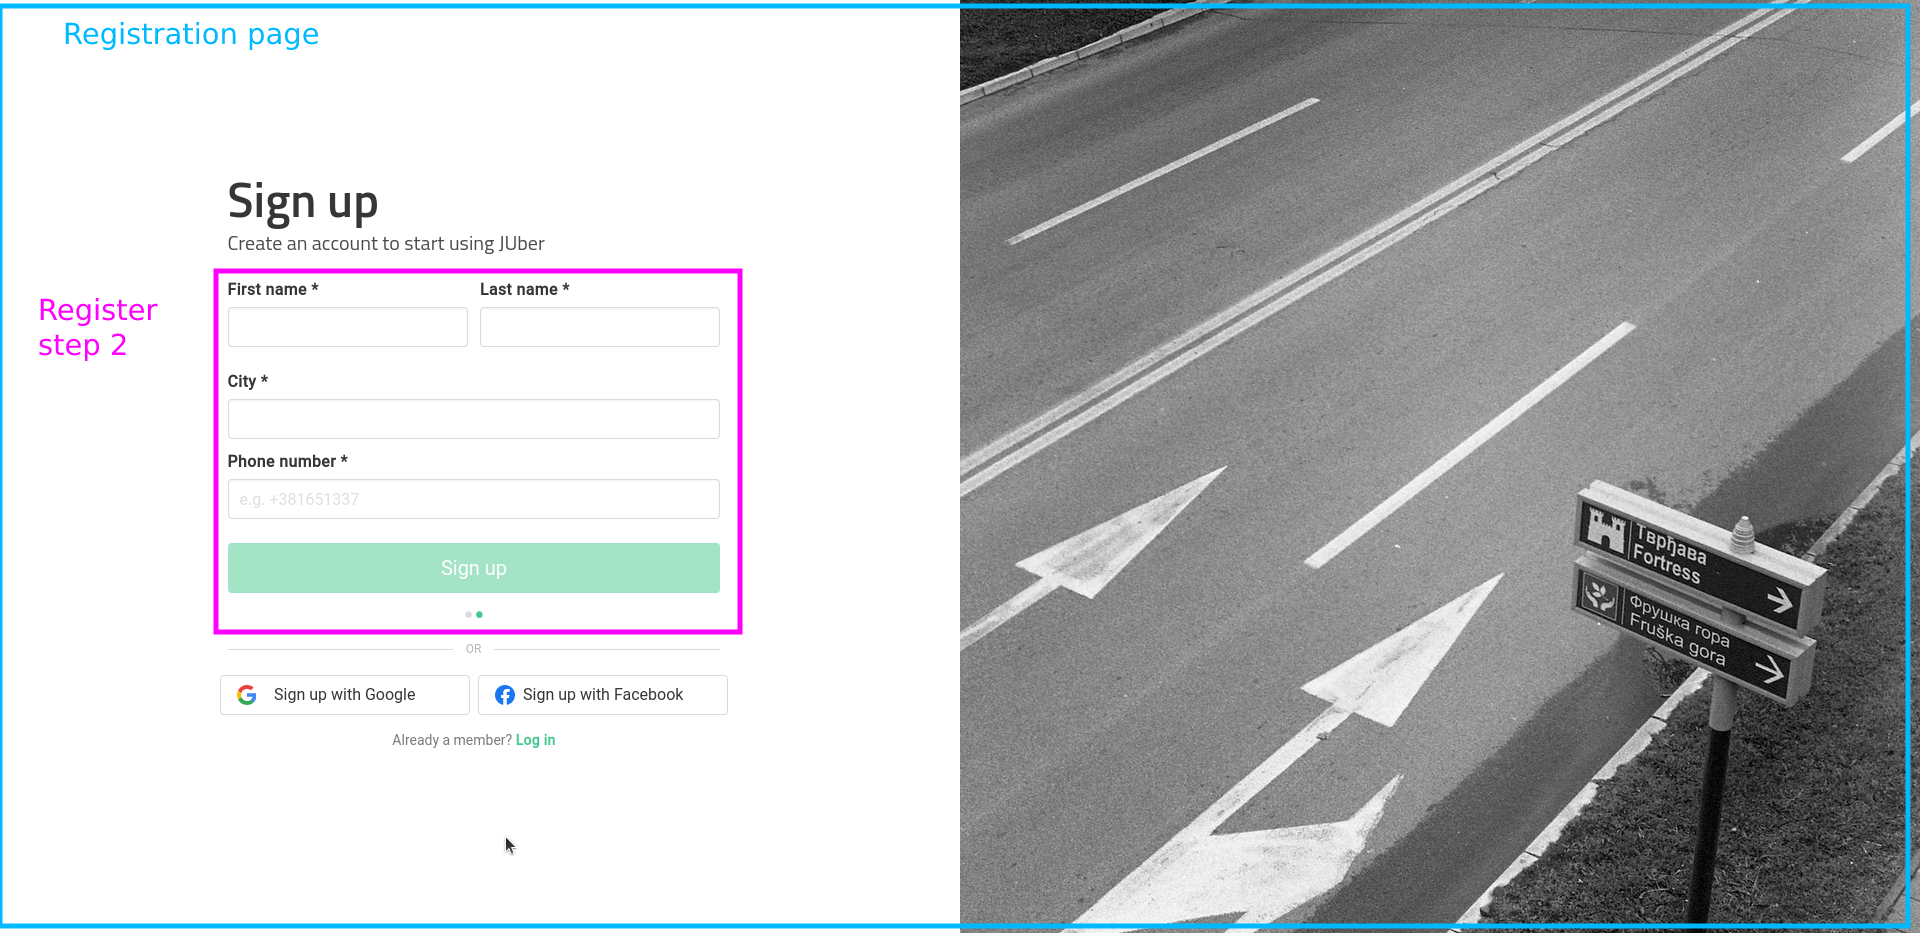 Registration page
Sign up
Create an account to start using JUber
Register
step 2
First name *
Last name *
City *
Phone number *
e.g. +381651337
Sign up
OR
Sign up with Google
Sign up with Facebook
Already a member? Log in
Тврђава
Fortress
Фрушка гора
Fruška gora